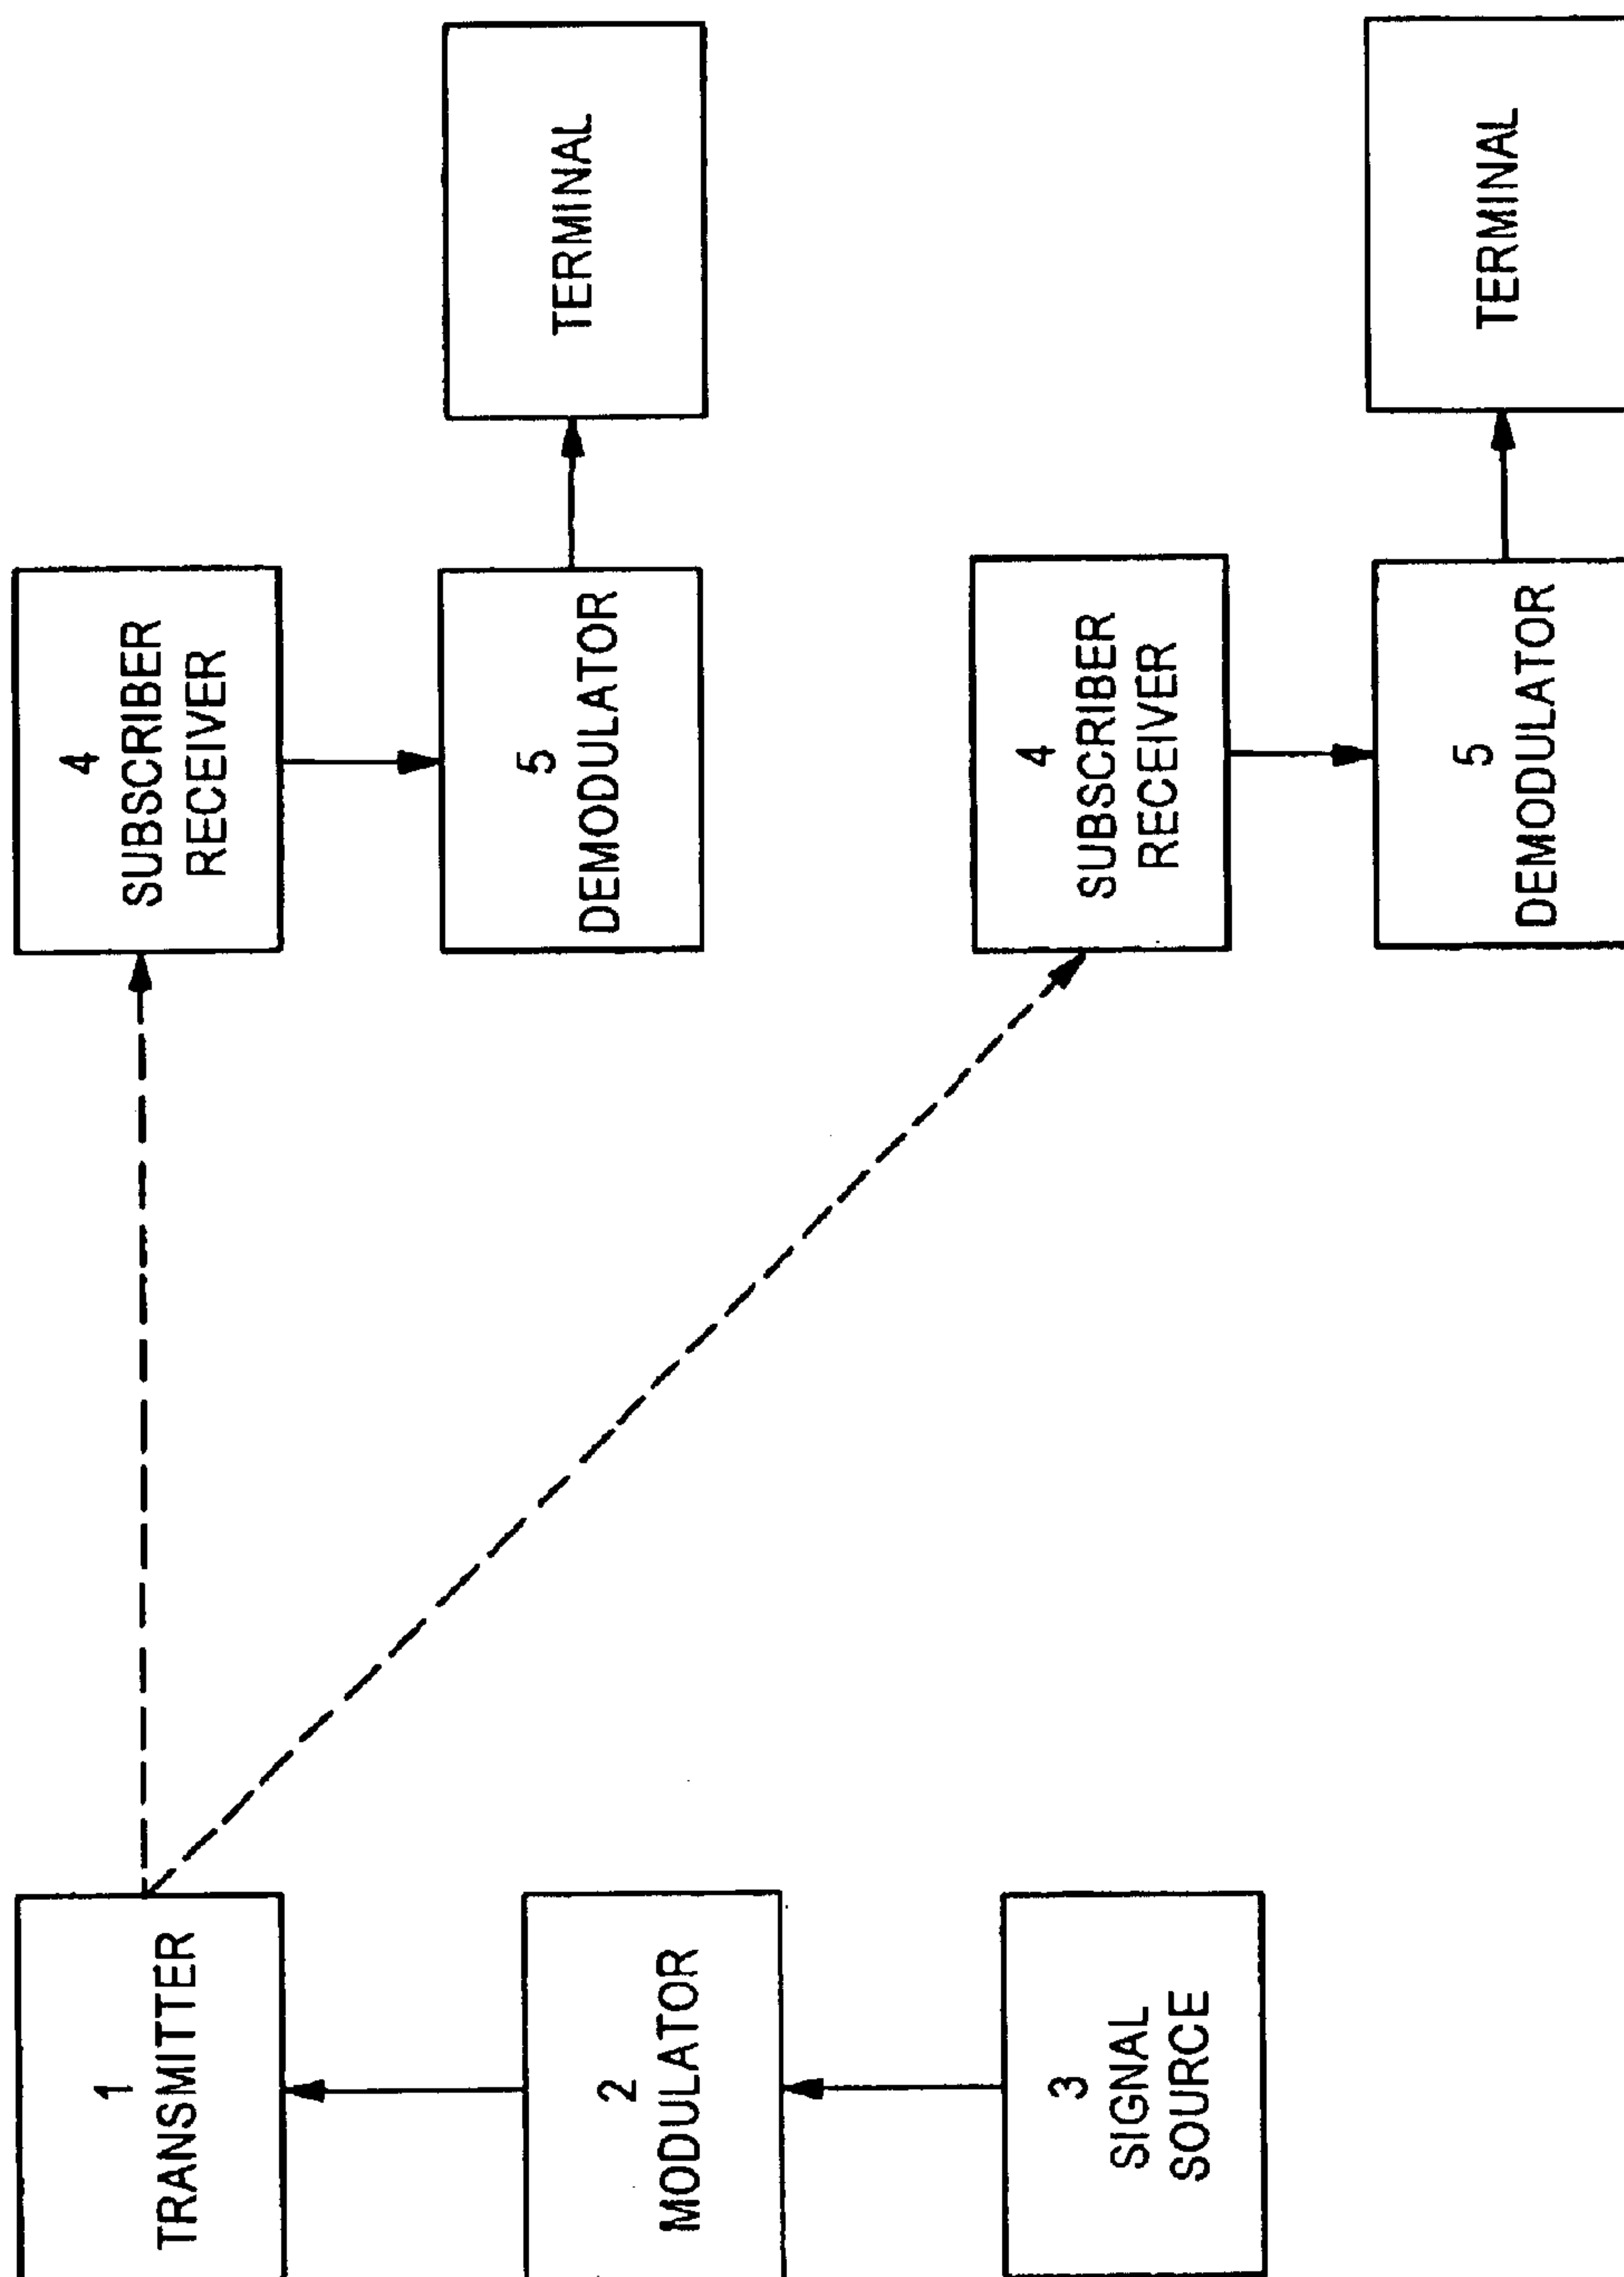 1
TRANSMITTER
2
MODULATOR
3
SIGNAL
SOURCE
4
SUBSCRIBER
RECEIVER
5
DEMODULATOR
TERMINAL
4
SUBSCRIBER
RECEIVER
5
DEMODULATOR
TERMINAL